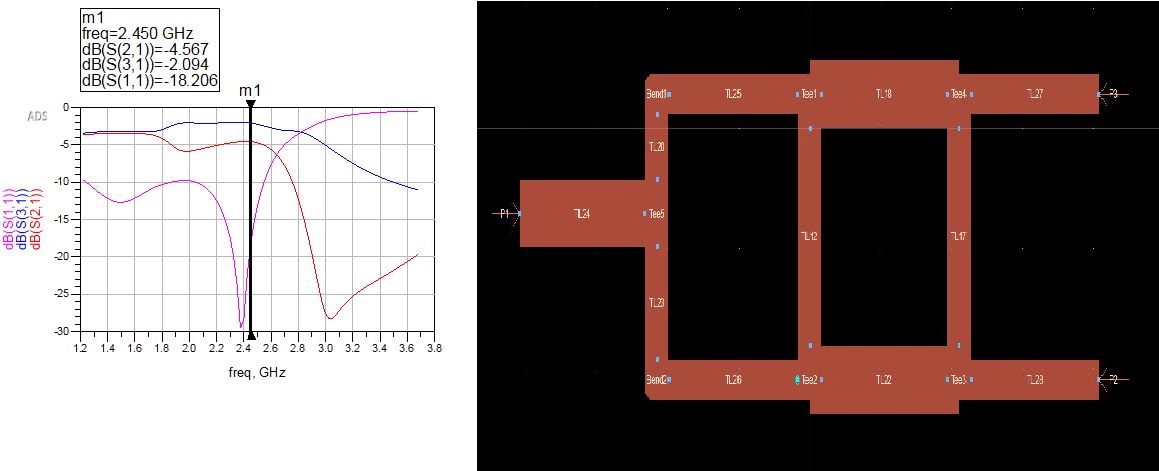 m1
freq=2.450 GHz
dB(S(2,1))=-4.567
dB(S(3,1))=-2.094
dB(S(1,1))=-18.206
m1
ADS
0
-5
-10
-15
-20
-25
-30
dB(S(1,1))
dB(S(3,1))
dB(S(2,1))
1.2 1.4 1.6 1.8 2.0 2.2 2.4 2.6 2.8 3.0 3.2 3.4 3.6 3.8
freq, GHz
Bend1 TL25 Tee1 TL18 Tee4 TL27 P3
TL20
P1 TL24 Tee5
TL12 TL17
TL23
Bend2 TL26 Tee2 TL22 Tee3 TL28 P2